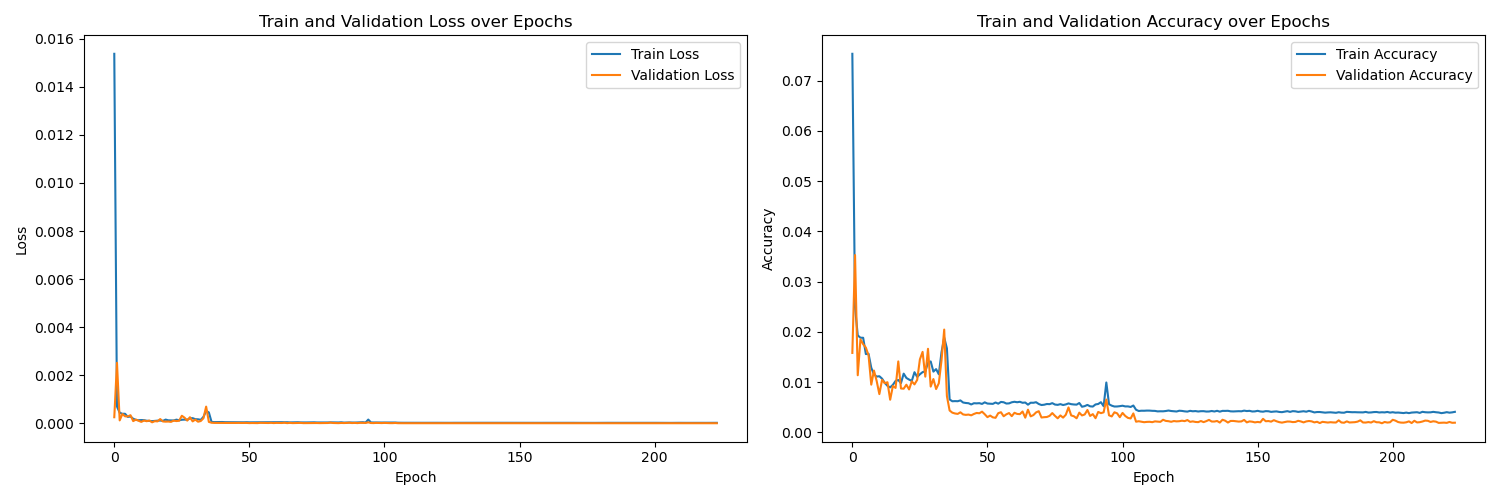 Train and Validation Loss over Epochs
Train Loss
Validation Loss
0.016
0.014
0.012
0.010
0.008
0.006
0.004
0.002
0.000
Loss
0 50 100 150 200
Epoch
Train and Validation Accuracy over Epochs
Train Accuracy
Validation Accuracy
0.07
0.06
0.05
0.04
0.03
0.02
0.01
0.00
Accuracy
0 50 100 150 200
Epoch